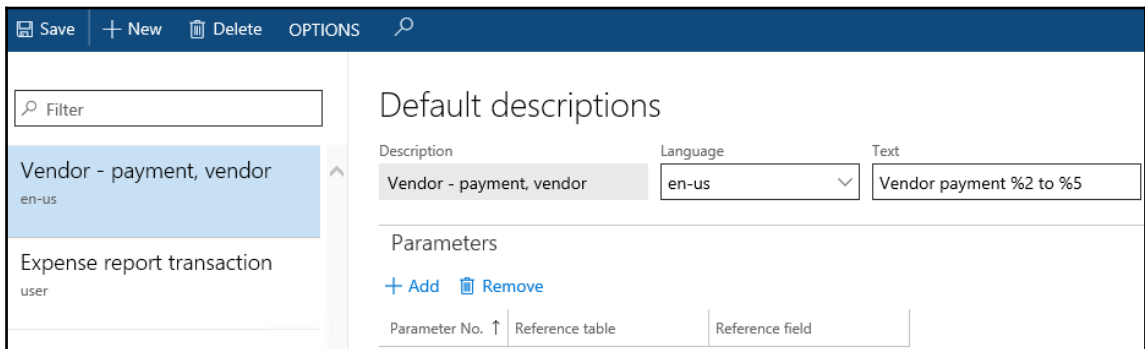 Save New Delete OPTIONS
Filter
Default descriptions
Description Language Text
Vendor - payment, vendor en-us Vendor payment %2 to %5
Vendor - payment, vendor
en-us
Parameters
Expense report transaction
user
Add Remove
Parameter No. ↑ Reference table Reference field